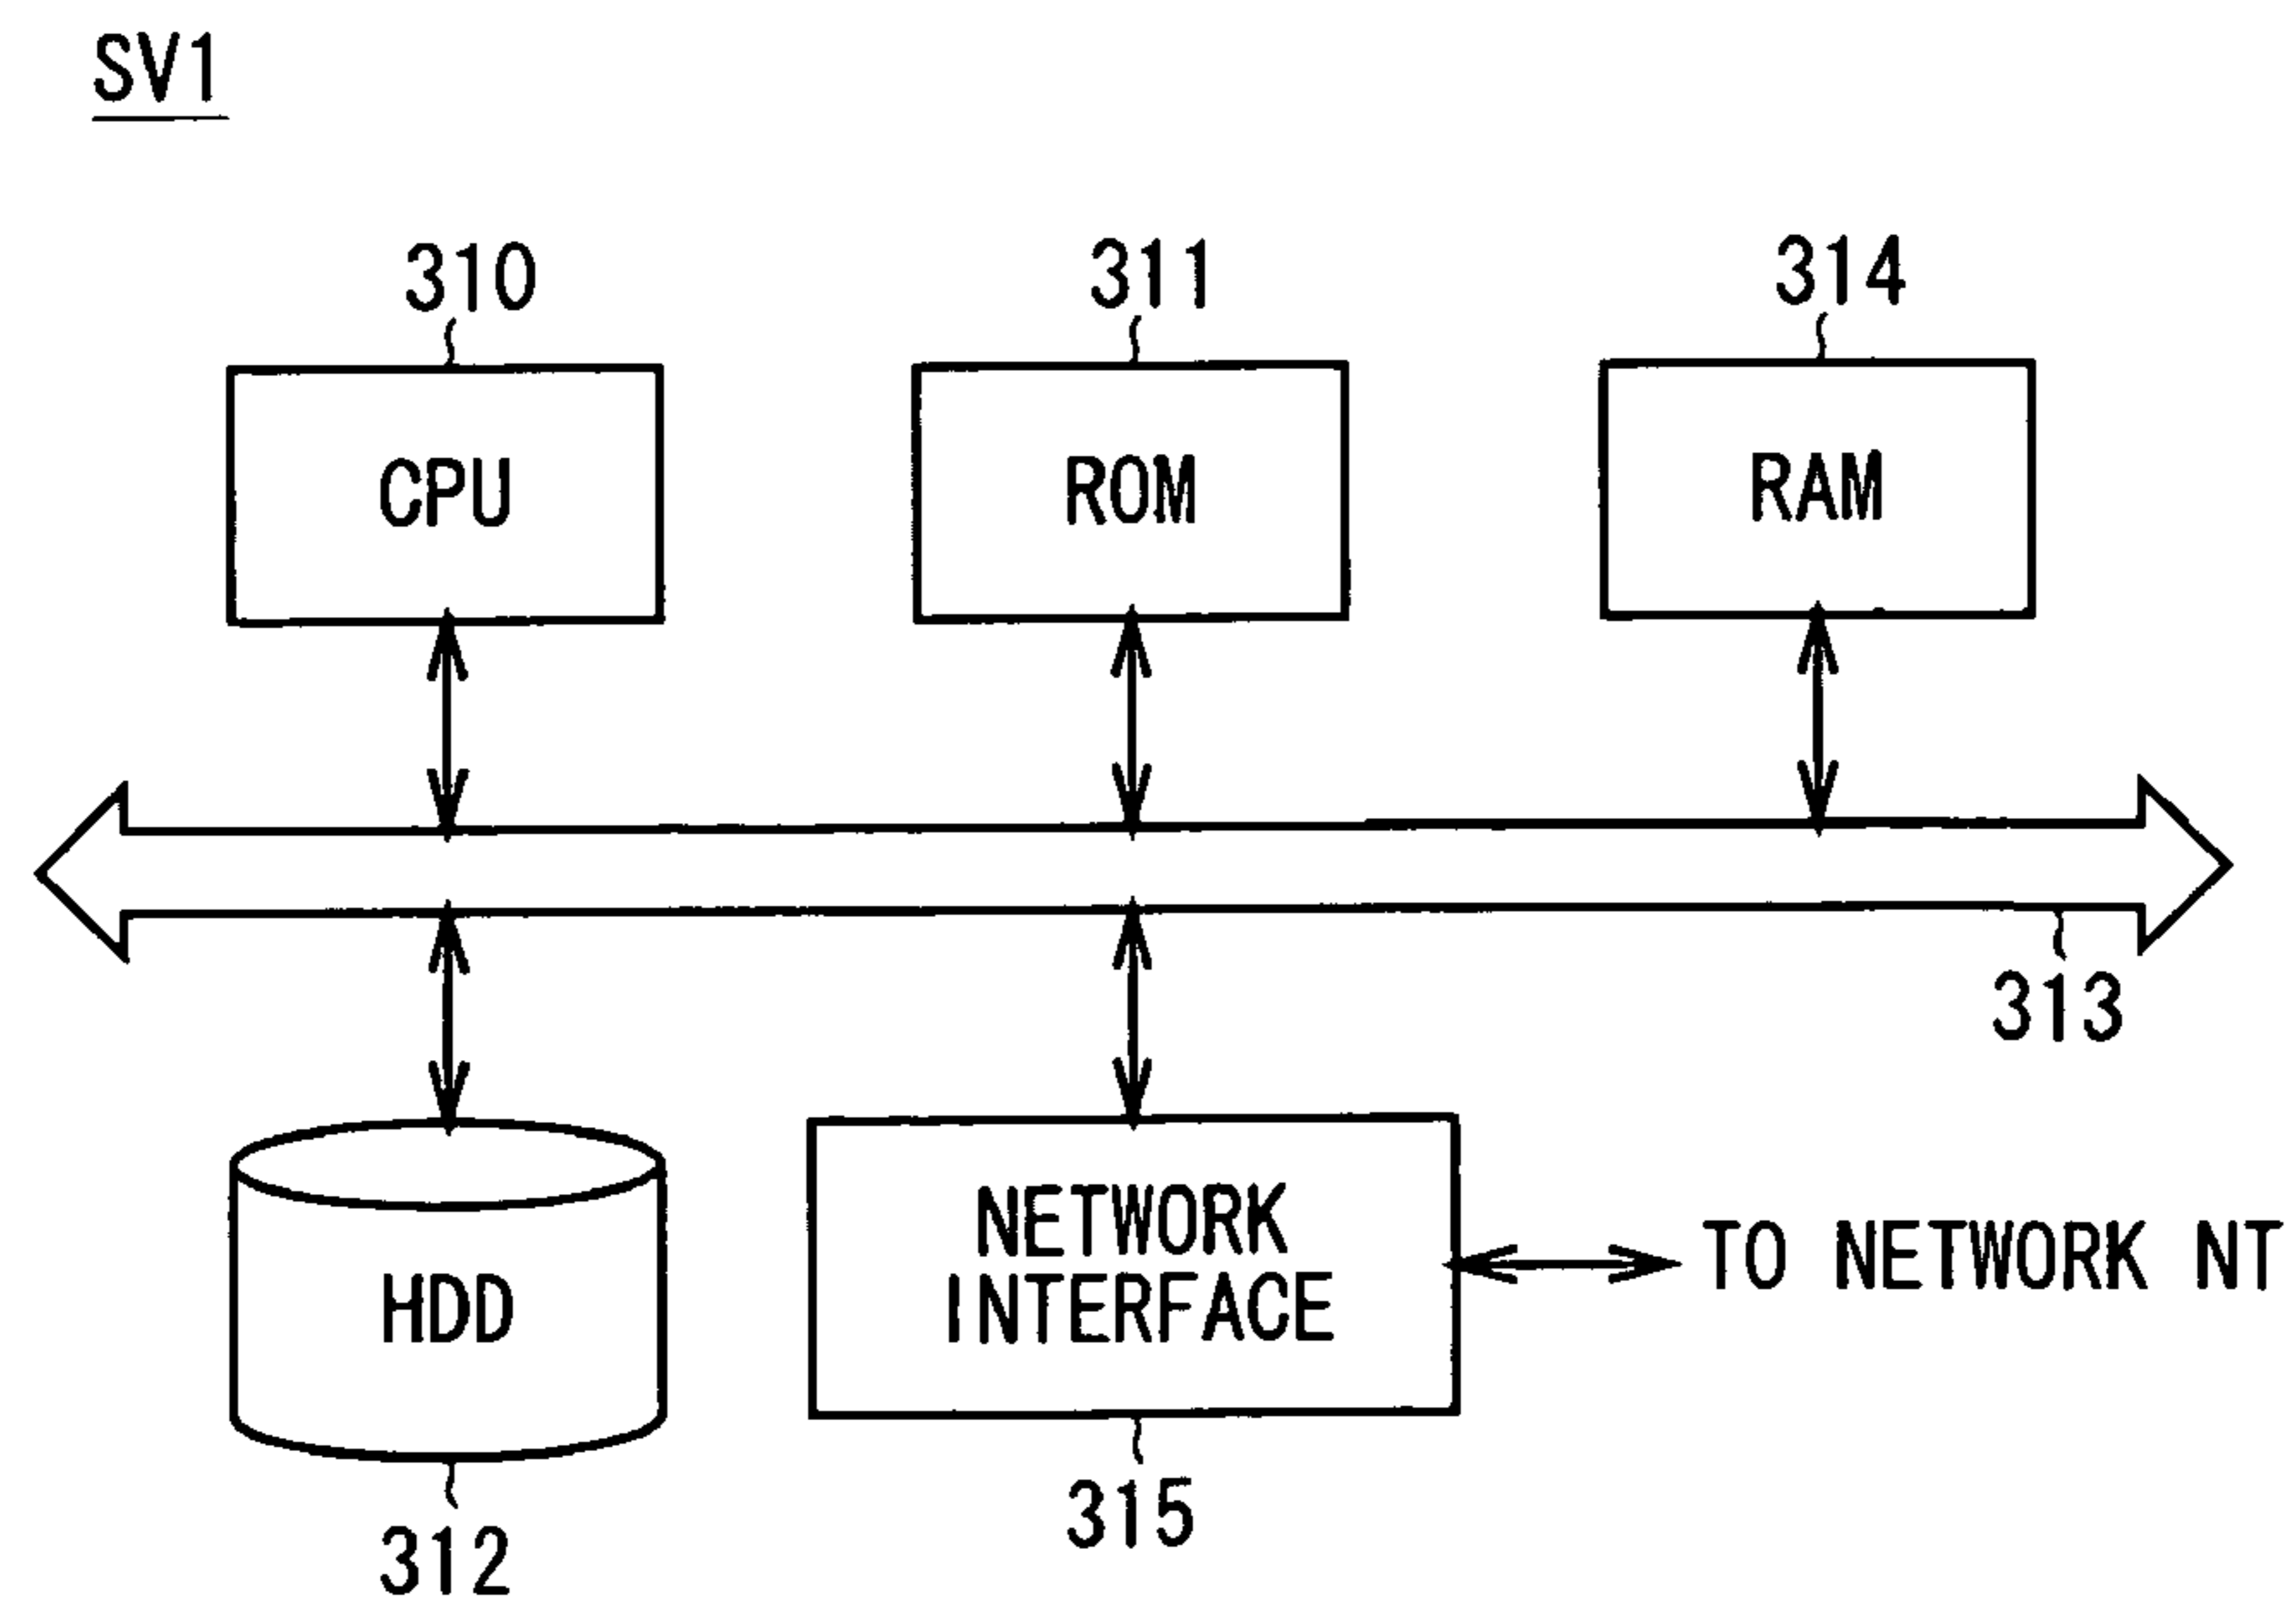 SV1
310
311
314
CPU
ROM
RAM
313
HDD
NETWORK
INTERFACE
TO NETWORK NT
312
315